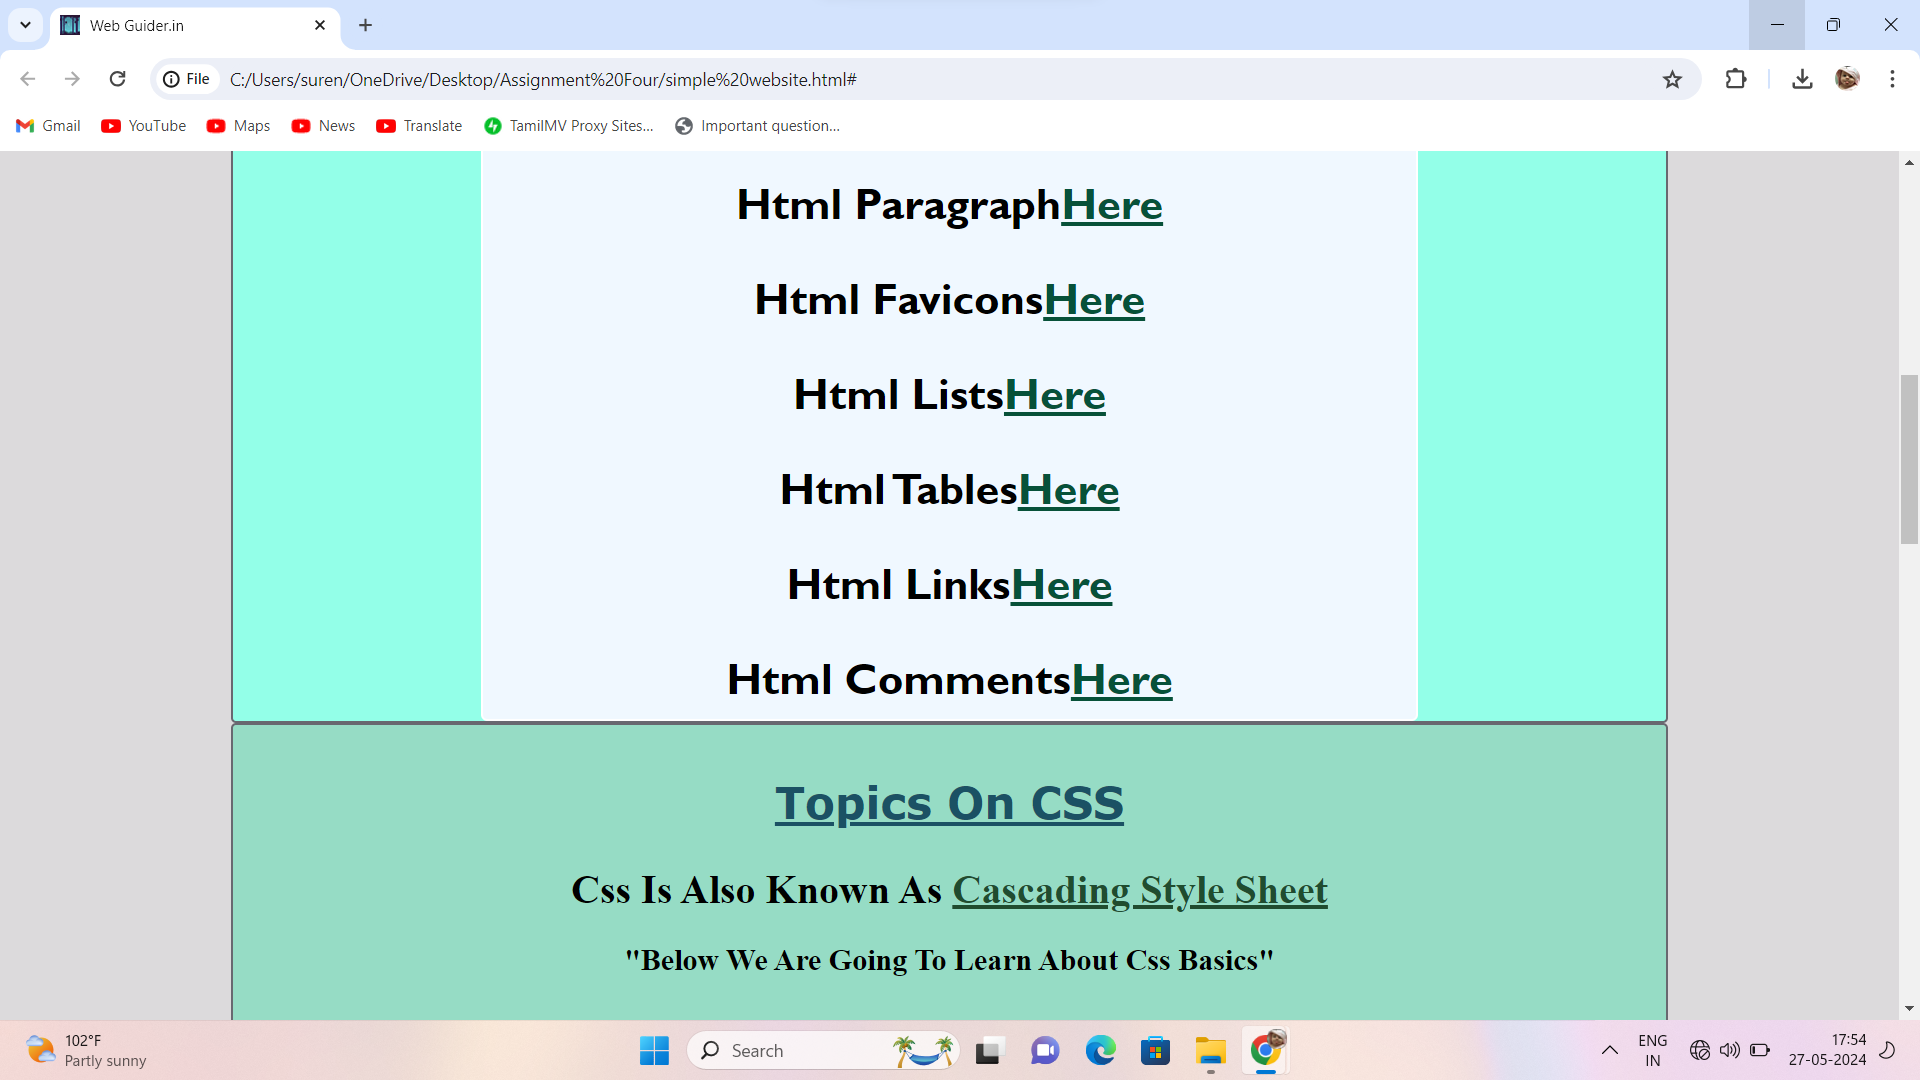 Web Guider.in
File
C:/Users/suren/OneDrive/Desktop/Assignment%20Four/simple%20website.html#
Gmail YouTube Maps News Translate TamilMV Proxy Sites... Important question...
Html ParagraphHere
Html FaviconsHere
Html ListsHere
Html TablesHere
Html LinksHere
Html CommentsHere
Topics On CSS
Css Is Also Known As Cascading Style Sheet
"Below We Are Going To Learn About Css Basics"
102°F
Partly sunny
Search
ENG
IN
17:54
27-05-2024